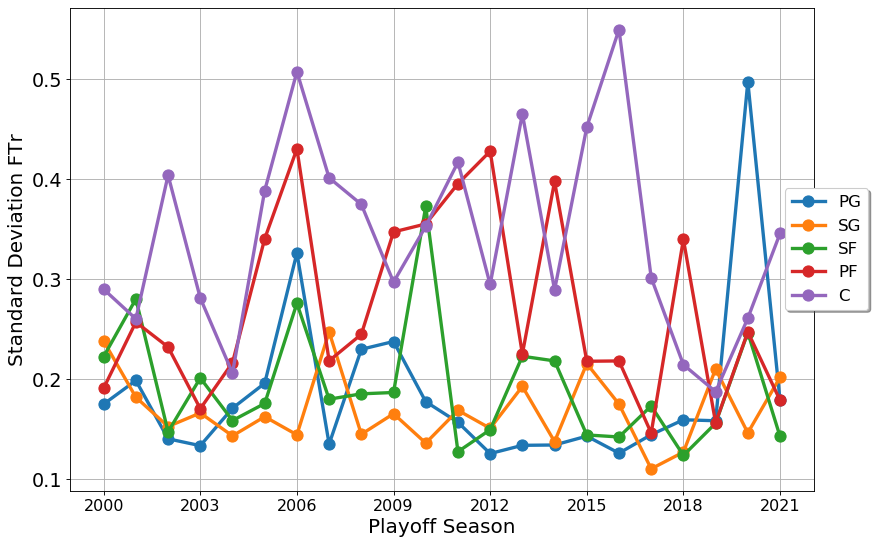 Standard Deviation FTr
0.5
0.4
0.3
0.2
0.1
PG
SG
SF
PF
C
2000 2003 2006 2009 2012 2015 2018 2021
Playoff Season